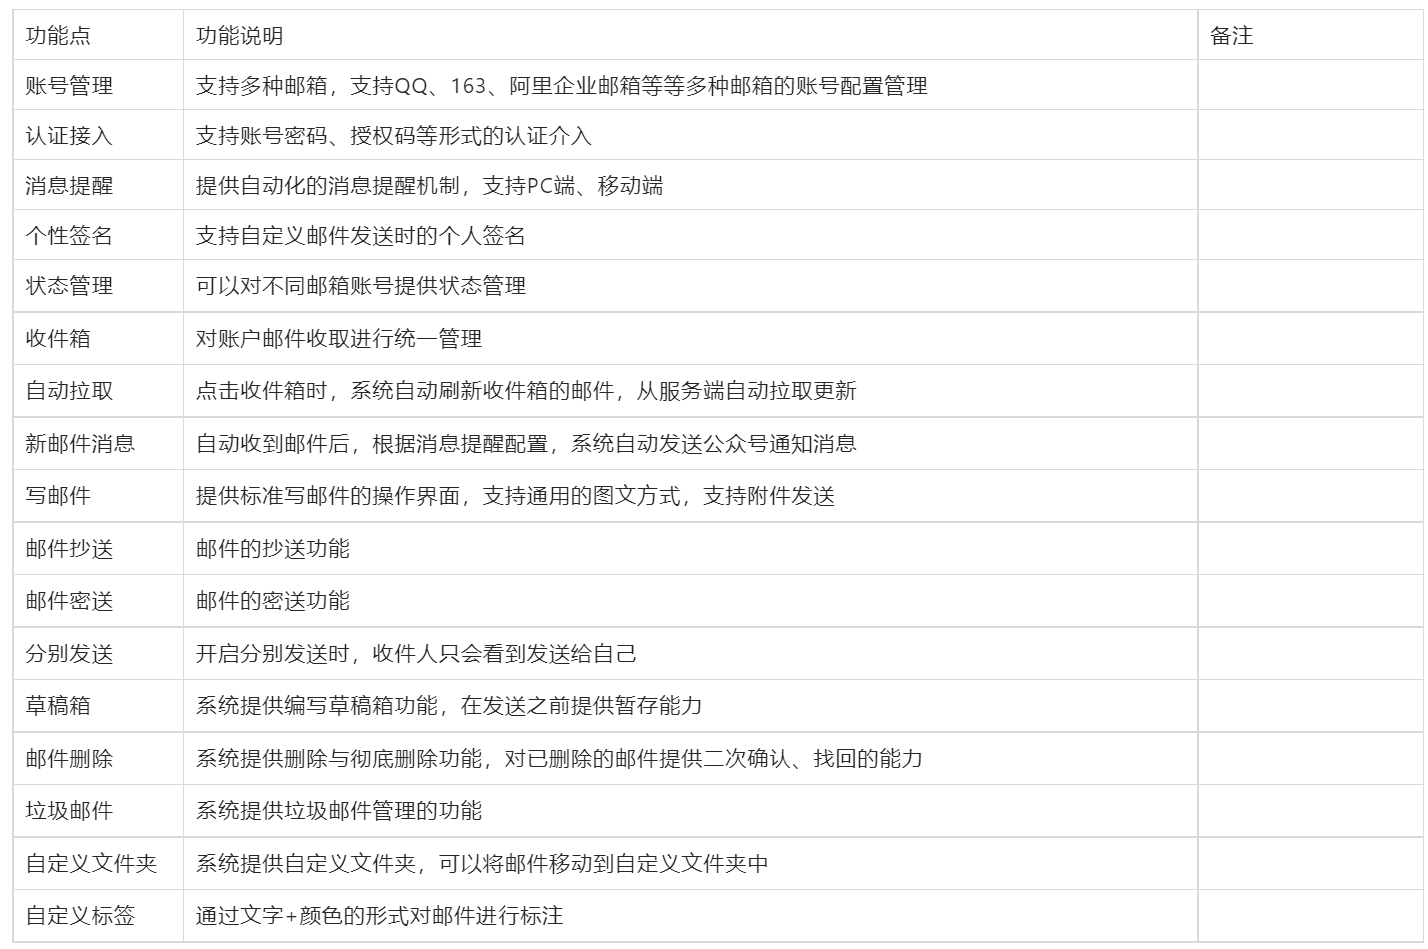 功能点 功能说明 备注
账号管理 支持多种邮箱，支持QQ、163、阿里企业邮箱等等多种邮箱的账号配置管理
认证接入 支持账号密码、授权码等形式的认证介入
消息提醒 提供自动化的消息提醒机制，支持PC端、移动端
个性签名 支持自定义邮件发送时的个人签名
状态管理 可以对不同邮箱账号提供状态管理
收件箱 对账户邮件收取进行统一管理
自动拉取 点击收件箱时，系统自动刷新收件箱的邮件，从服务端自动拉取更新
新邮件消息 自动收到邮件后，根据消息提醒配置，系统自动发送公众号通知消息
写邮件 提供标准写邮件的操作界面，支持通用的图文方式，支持附件发送
邮件抄送 邮件的抄送功能
邮件密送 邮件的密送功能
分别发送 开启分别发送时，收件人只会看到发送给自己
草稿箱 系统提供编写草稿箱功能，在发送之前提供暂存能力
邮件删除 系统提供删除与彻底删除功能，对已删除的邮件提供二次确认、找回的能力
垃圾邮件 系统提供垃圾邮件管理的功能
自定义文件夹 系统提供自定义文件夹，可以将邮件移动到自定义文件夹中
自定义标签 通过文字+颜色的形式对邮件进行标注